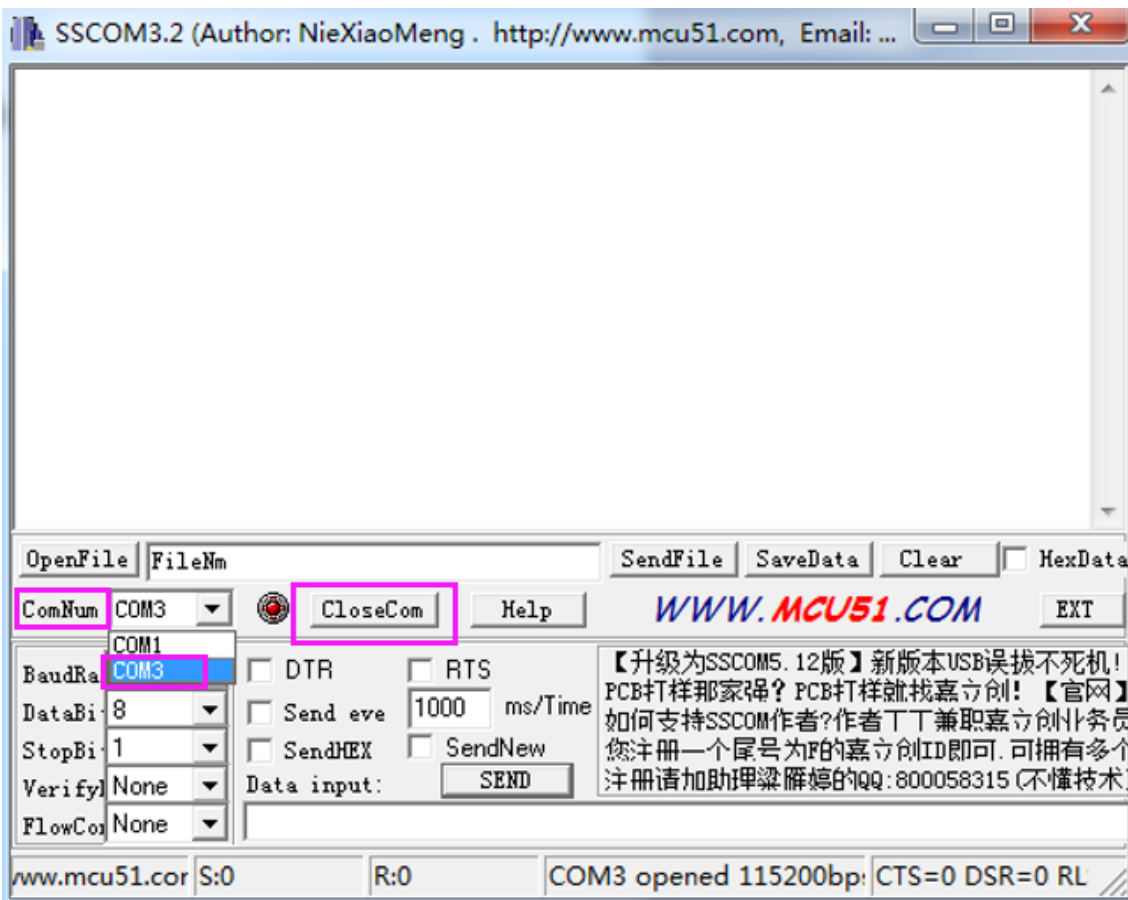 SSCOM3.2 (Author: NieXiaoMeng . http://www.mcu51.com, Email: ...
OpenFile FileNm SendFile SaveData Clear HexData
ComNum COM3 CloseCom Help WWW.MCU51.COM EXT
COM1
BaudRa COM3 DTR RTS
DataBi 8 Send eve 1000 ms/Time
StopBi 1 SendHEX SendNew
Verify None Data input: SEND
FlowCo None
【升级为SSCOM5.12版】新版本USB误拔不死机!
PCB打样那家强? PCB打样就找嘉立创! 【官网】
如何支持SSCOM作者?作者丁丁兼职嘉立创业务员
您注册一个尾号为F的嘉立创ID即可.可拥有多个
注册请加助理梁雁婷的QQ:800058315(不懂技术)
www.mcu51.cor S:0 R:0 COM3 opened 115200bp: CTS=0 DSR=0 RL